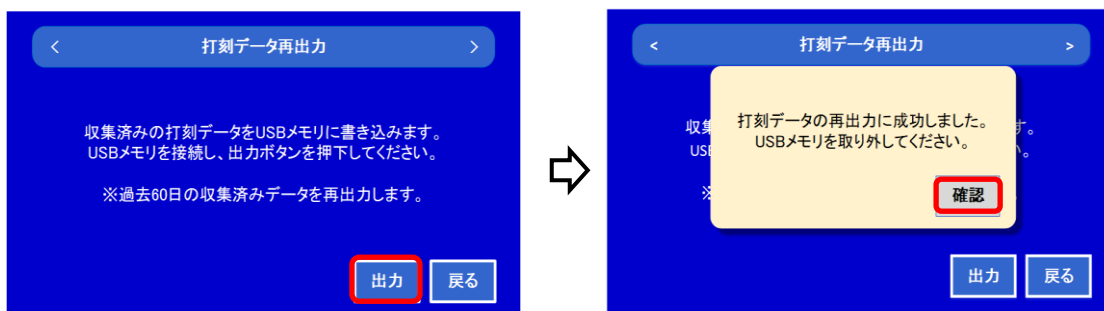 < 打刻データ再出力 >
収集済みの打刻データをUSBメモリに書き込みます。
USBメモリを接続し、出力ボタンを押下してください。
※過去60日の収集済みデータを再出力します。
出力 戻る
< 打刻データ再出力 >
打刻データの再出力に成功しました。
USBメモリを取り外してください。
確認
収集 す。
USB い。
※
出力 戻る